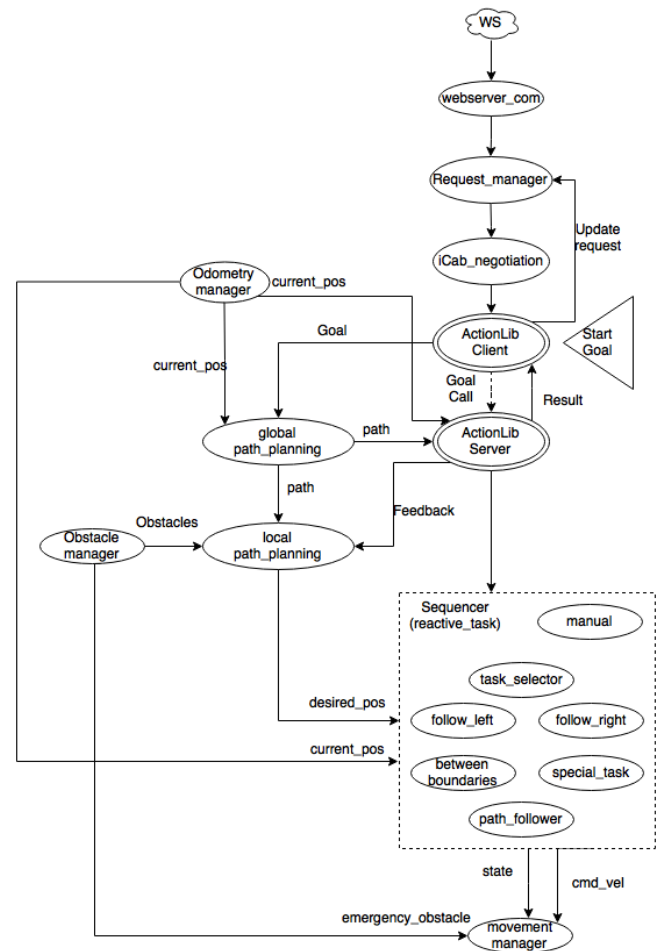 WS
webserver_com
Request_manager
Update
request
iCab_negotiation
Odometry
manager
current_pos
Goal
ActionLib
Client
Start
Goal
current_pos
Goal
Call
Result
global
path_planning
path
ActionLib
Server
path
Feedback
Obstacles
Obstacle
manager
local
path_planning
Sequencer
(reactive_task)
manual
task_selector
desired_pos
follow_left
follow_right
current_pos
between
boundaries
special_task
path_follower
state
cmd_vel
emergency_obstacle
movement
manager